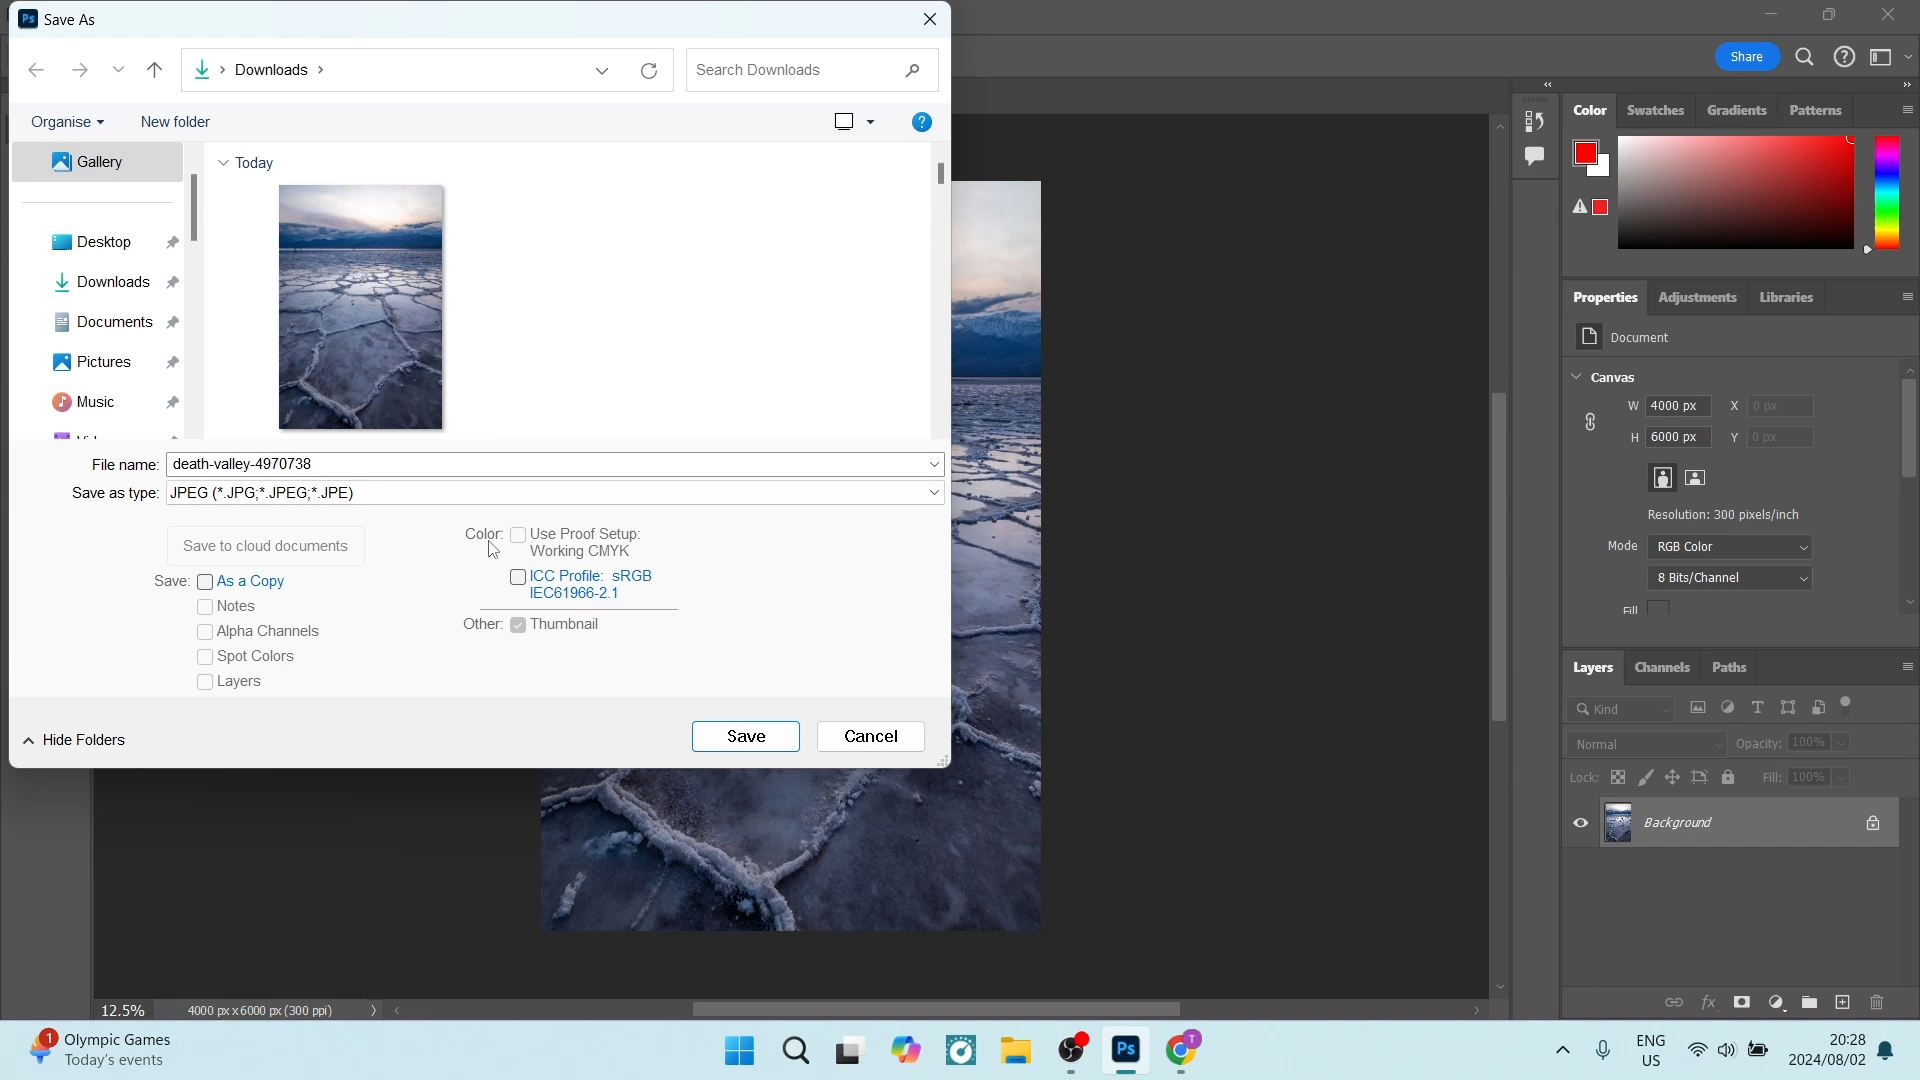 Ps Save As
Share
Downloads
Search Downloads
Organise
New folder
Gallery
Today
Desktop
Downloads
Documents
Pictures
Music
File name: death-valley-4970738
Save as type: JPEG (*.JPG;*.JPEG;*.JPE)
Save to cloud documents
Save: As a Copy
Notes
Alpha Channels
Spot Colors
Layers
Color: Use Proof Setup:
Working CMYK
ICC Profile: sRGB
IEC61966-2.1
Other: Thumbnail
Hide Folders
Save
Cancel
Color Swatches Gradients Patterns
Properties Adjustments Libraries
Document
Canvas
W 4000 px X 0 px
H 6000 px Y 0 px
Resolution: 300 pixels/inch
Mode RGB Color
8 Bits/Channel
Fill
Layers Channels Paths
Kind
Normal Opacity: 100%
Lock: Fill: 100%
Background
12.5% 4000 px x 6000 px (300 ppi)
1 Olympic Games
Today's events
Ps
T
ENG
US
20:28
2024/08/02